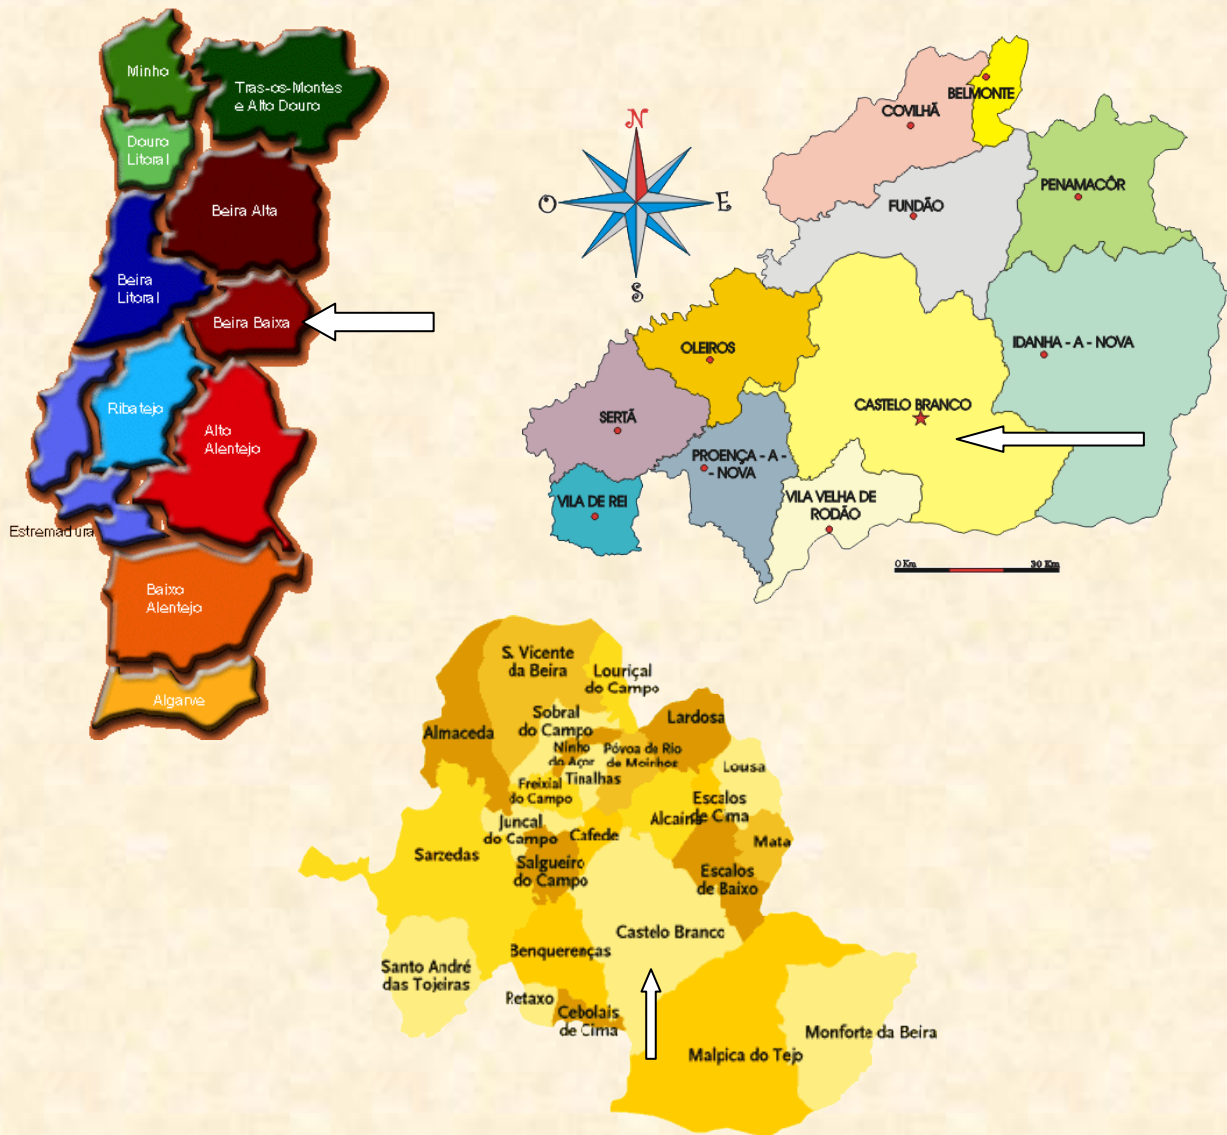 Minho
Tras-os-Montes
e Alto Douro
Douro
Litoral
Beira Alta
Beira
Litoral
Beira Baixa
Ribatejo
Alto
Alentejo
Estremadura
Baixo
Alentejo
Algarve
N
O
E
S
BELMONTE
COVILHÃ
PENAMACÔR
FUNDÃO
IDANHA - A - NOVA
OLEIROS
CASTELO BRANCO
SERTÃ
PROENÇA - A -
- NOVA
VILA DE REI
VILA VELHA DE
RODÃO
0 Km
30 Km
S. Vicente
da Beira
Louriçal
do Campo
Almaceda
Sobral
do Campo
Lardosa
Ninho
do Açor
Póvoa de Rio
de Moinhos
Tinalhas
Lousa
Freixial
do Campo
Escalos
de Cima
Juncal
do Campo
Cafede
Alcains
Mata
Sarzedas
Salgueiro
do Campo
Escalos
de Baixo
Castelo Branco
Benquerenças
Santo André
das Tojeiras
Retaxo
Cebolais
de Cima
Monforte da Beira
Malpica do Tejo